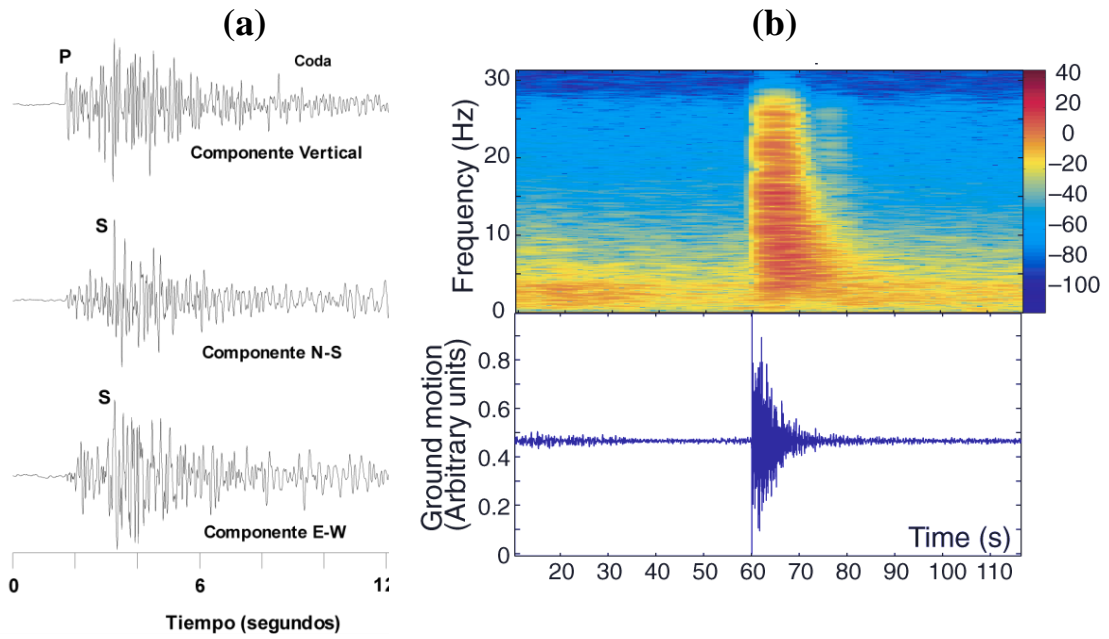 (a)
P
Coda
Componente Vertical
S
Componente N-S
S
Componente E-W
0 6 12
Tiempo (segundos)
(b)
30
20
10
0
Frequency (Hz)
40
20
0
−20
−40
−60
−80
−100
0.8
0.6
0.4
0.2
0
Ground motion
(Arbitrary units)
Time (s)
20 30 40 50 60 70 80 90 100 110